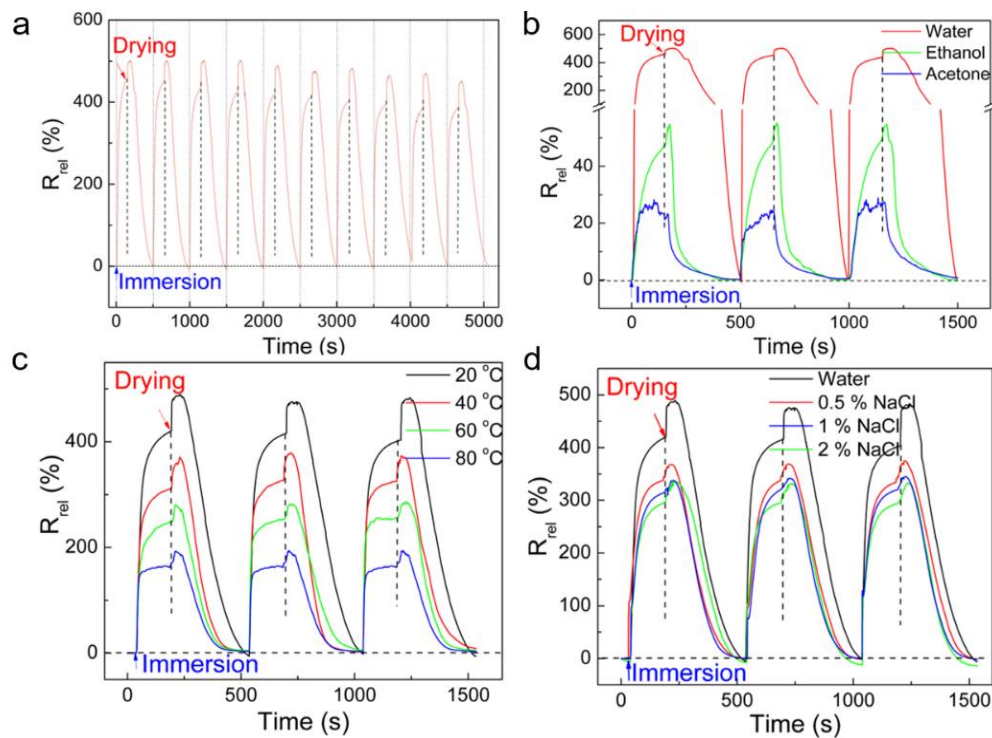 a
600
400
200
0
R_rel (%)
Drying
Immersion
0 1000 2000 3000 4000 5000
Time (s)
b
500
400
200
40
20
0
R_rel (%)
Drying
Water
Ethanol
Acetone
Immersion
0 500 1000 1500
Time (s)
c
400
200
0
R_rel (%)
Drying
20 °C
40 °C
60 °C
80 °C
Immersion
0 500 1000 1500
Time (s)
d
500
400
300
200
100
0
R_rel (%)
Drying
Water
0.5 % NaCl
1 % NaCl
2 % NaCl
Immersion
0 500 1000 1500
Time (s)